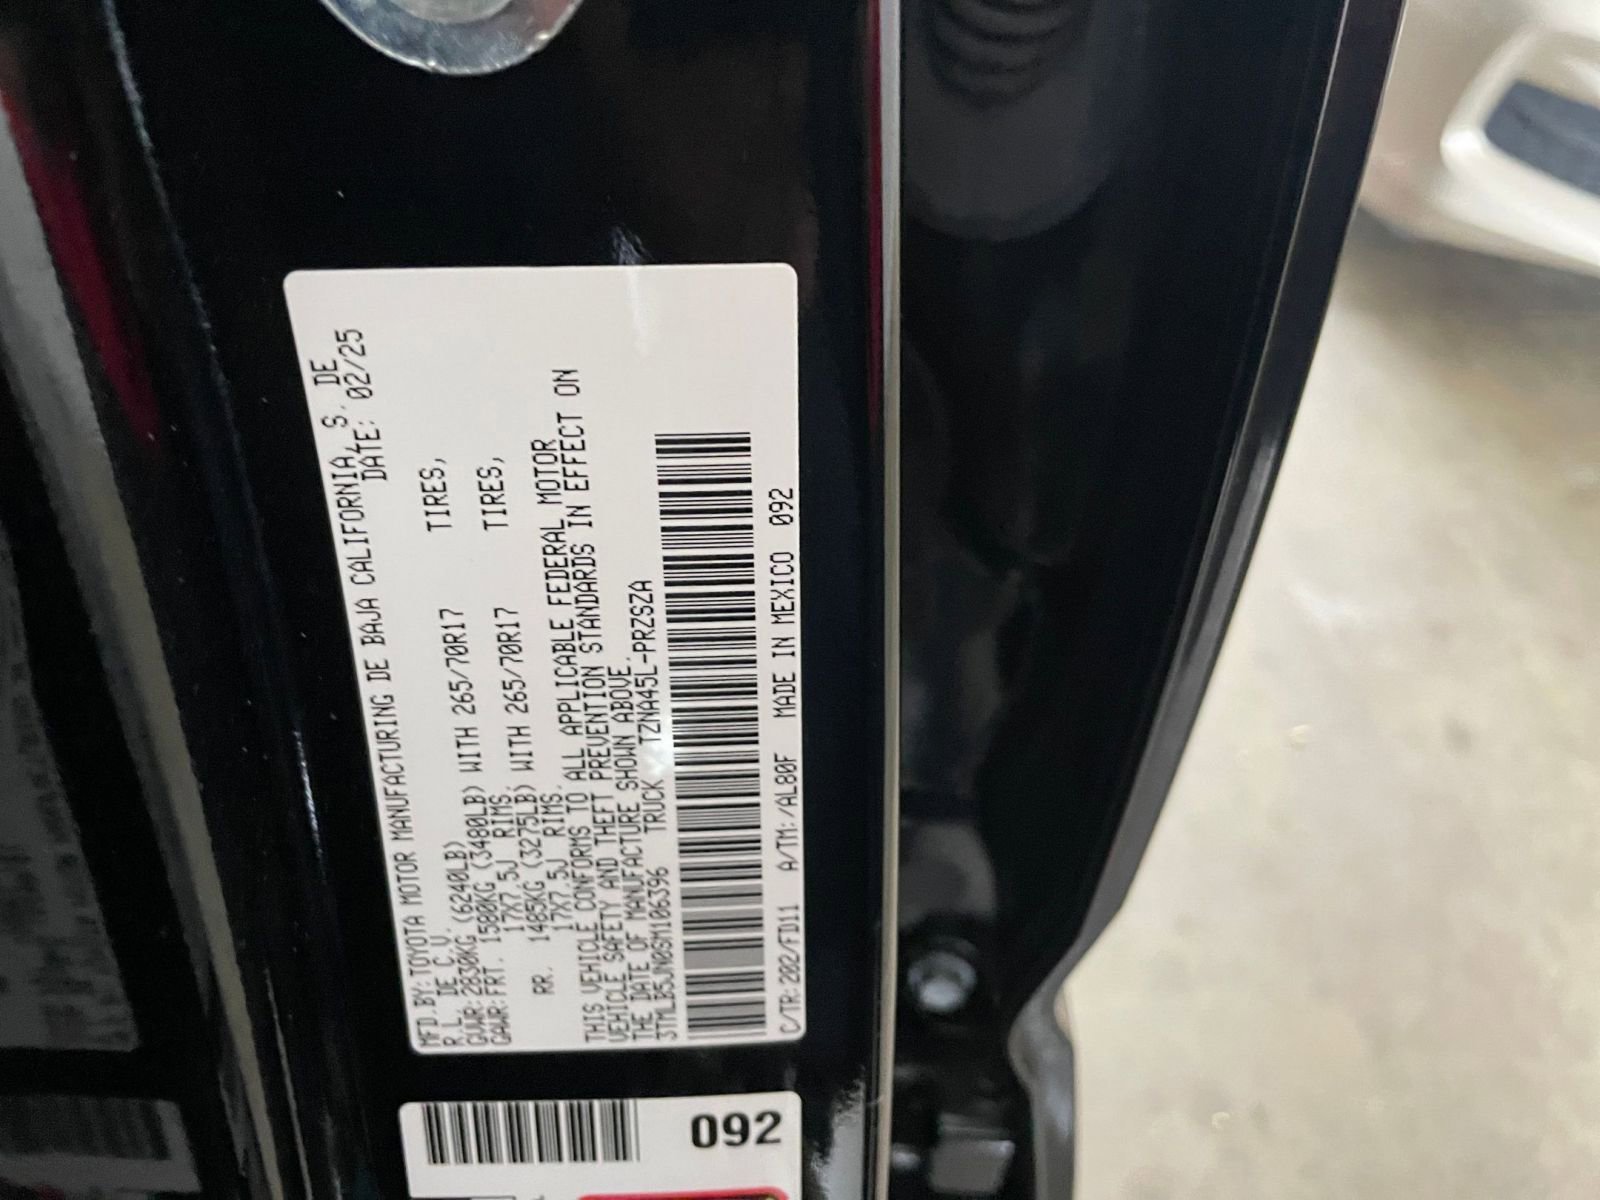 MFD.BY:TOYOTA MOTOR MANUFACTURING DE BAJA CALIFORNIA, S. DE
R.L. DE C.V. DATE: 02/25
GVWR:2830KG (6240LB)
GAWR:FRT. 1580KG (3480LB) WITH 265/70R17 TIRES,
17X7.5J RIMS,
RR. 1485KG (3275LB) WITH 265/70R17 TIRES,
17X7.5J RIMS.
THIS VEHICLE CONFORMS TO ALL APPLICABLE FEDERAL MOTOR
VEHICLE SAFETY AND THEFT PREVENTION STANDARDS IN EFFECT ON
THE DATE OF MANUFACTURE SHOWN ABOVE.
3TMLB5JN0SM106396 TRUCK TZNA45L-PRZSZA
C/TR:202/FD11 A/TM:/AL80F MADE IN MEXICO 092
092